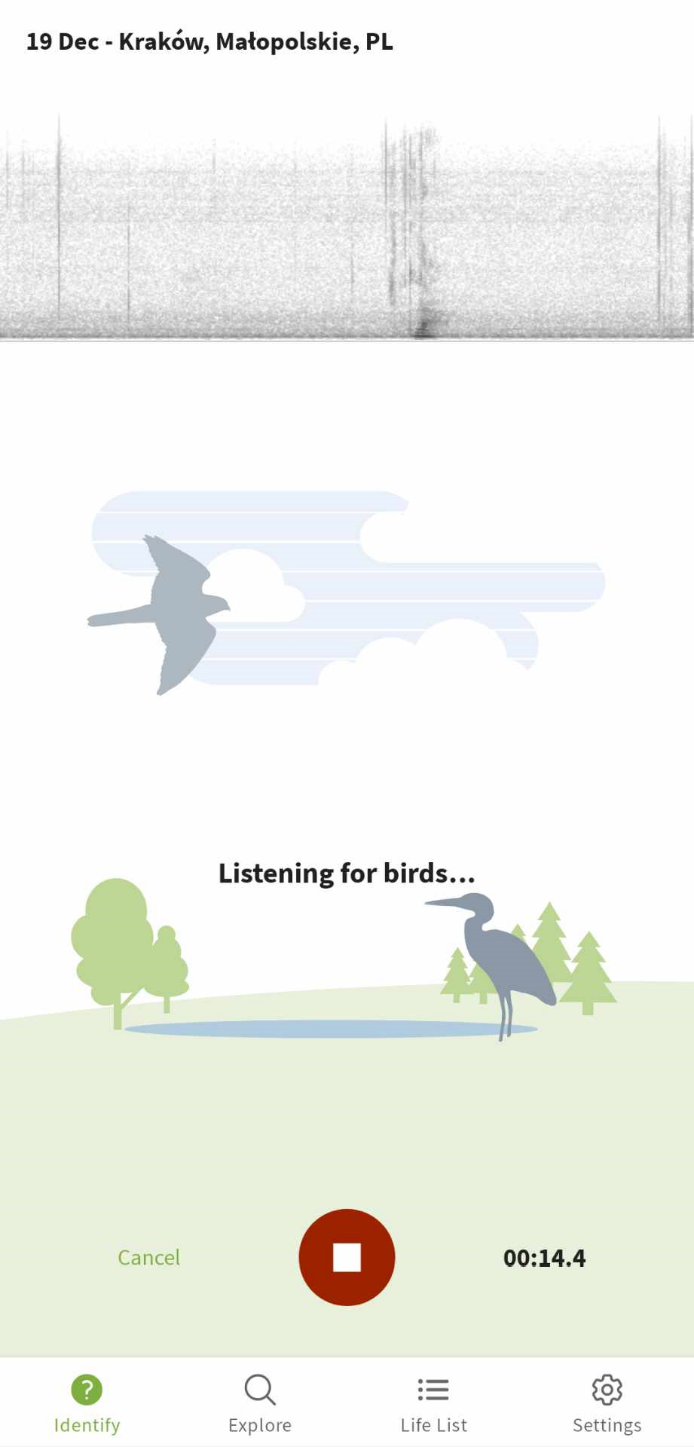 19 Dec - Kraków, Małopolskie, PL
Listening for birds...
Cancel
00:14.4
?
Identify
Explore
Life List
Settings